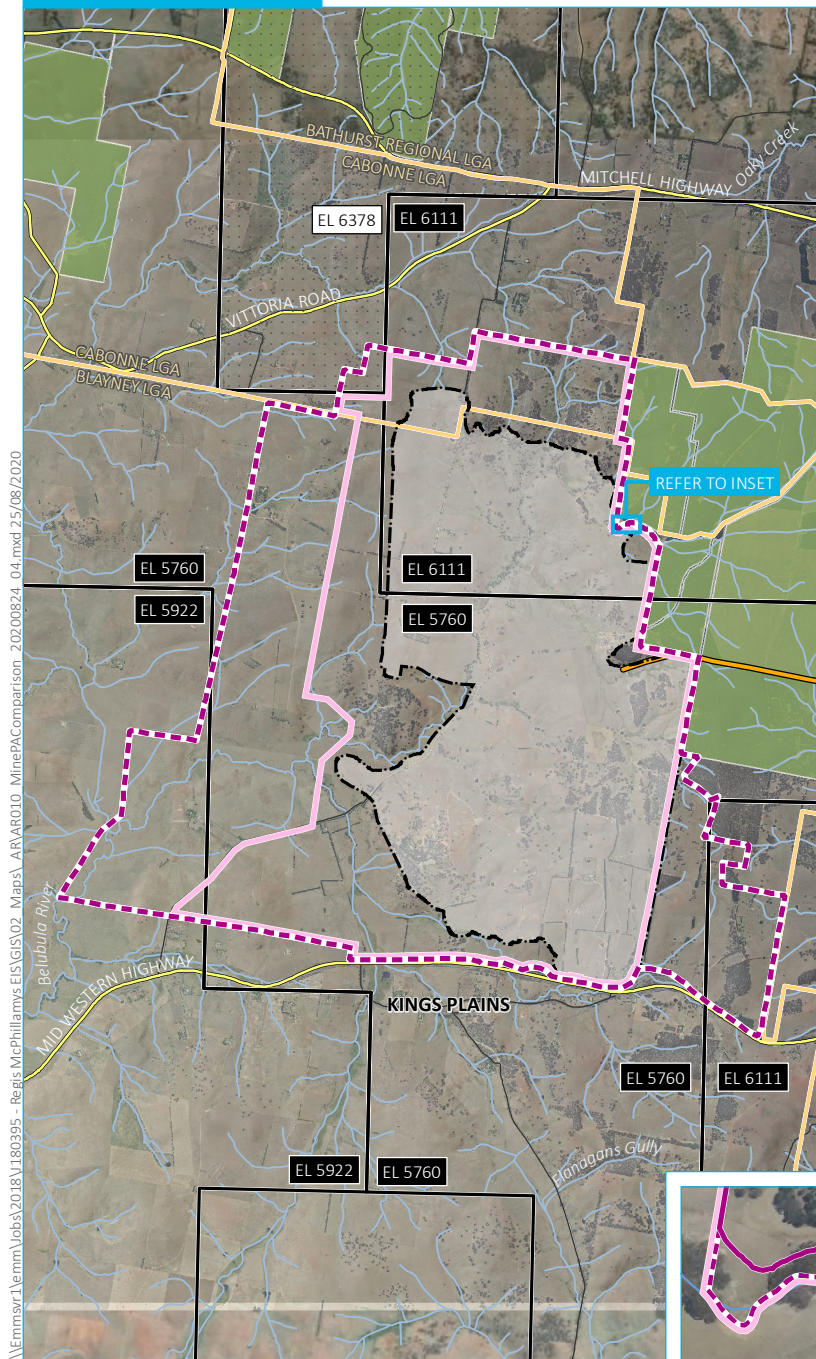 BATHURST REGIONAL LGA
CABONNE LGA
MITCHELL HIGHWAY
Oaky Creek
EL 6378
EL 6111
VITTORIA ROAD
CABONNE LGA
BLAYNEY LGA
REFER TO INSET
EL 5760
EL 5922
EL 6111
EL 5760
Belubula River
MID WESTERN HIGHWAY
KINGS PLAINS
EL 5760
EL 6111
Flanagans Gully
EL 5922
EL 5760
\\Emmsvr1\emm\Jobs\2018\J180395 - Regis McPhillamys EIS\GIS\02_Maps\_AR\AR010_MinePAComparison_20200824_04.mxd 25/08/2020